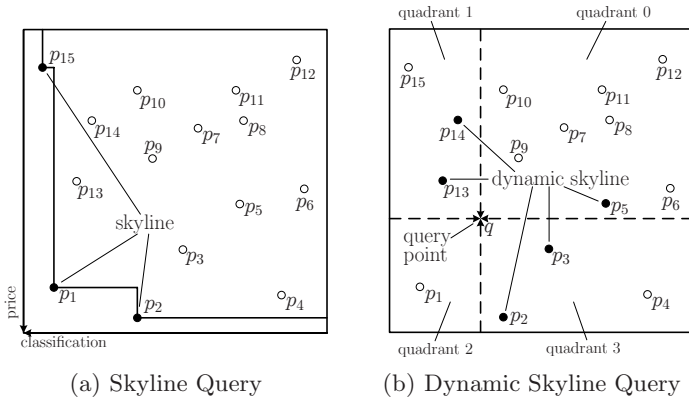 quadrant 1
quadrant 0
p15
p12
p10
p11
p14
p7
p8
p9
p13
p6
p5
skyline
p3
p1
p2
p4
price
classification
(a) Skyline Query
p15
p12
p10
p11
p14
p7
p8
p9
p13
dynamic skyline
p6
p5
query
point
q
p3
p1
p2
p4
quadrant 2
quadrant 3
(b) Dynamic Skyline Query